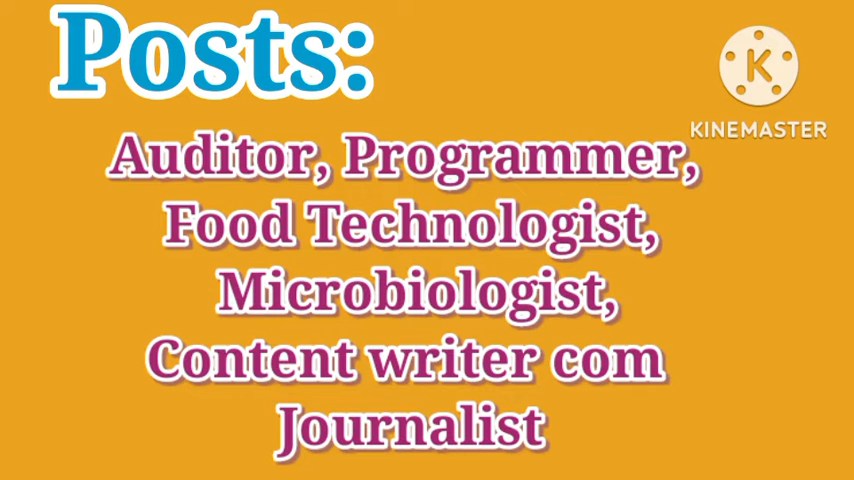 Posts:
K
KINEMASTER
Auditor, Programmer,
Food Technologist,
Microbiologist,
Content writer com
Journalist